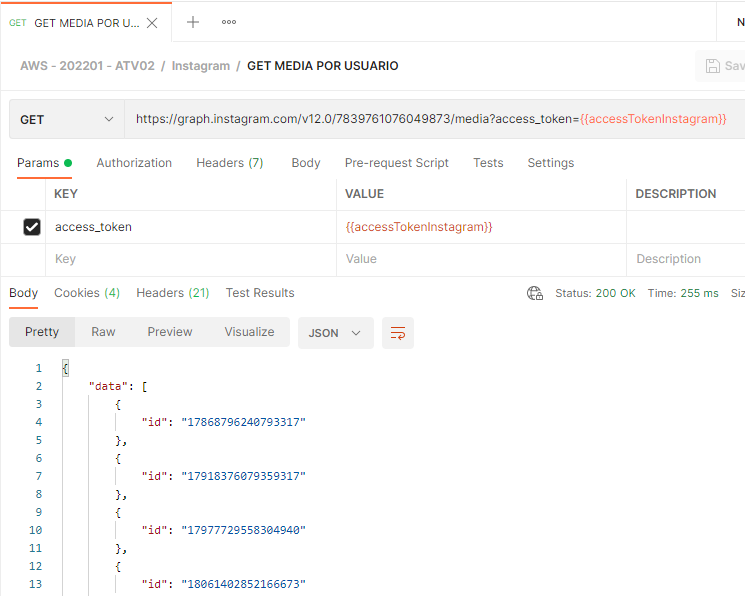 GET GET MEDIA POR U...
N
AWS - 202201 - ATV02 / Instagram / GET MEDIA POR USUARIO
Sav
GET https://graph.instagram.com/v12.0/7839761076049873/media?access_token={{accessTokenInstagram}}
Params Authorization Headers (7) Body Pre-request Script Tests Settings
KEY VALUE DESCRIPTION
access_token {{accessTokenInstagram}}
Key Value Description
Body Cookies (4) Headers (21) Test Results Status: 200 OK Time: 255 ms Siz
Pretty Raw Preview Visualize JSON
1 {
2 "data": [
3 {
4 "id": "17868796240793317"
5 },
6 {
7 "id": "17918376079359317"
8 },
9 {
10 "id": "17977729558304940"
11 },
12 {
13 "id": "18061402852166673"